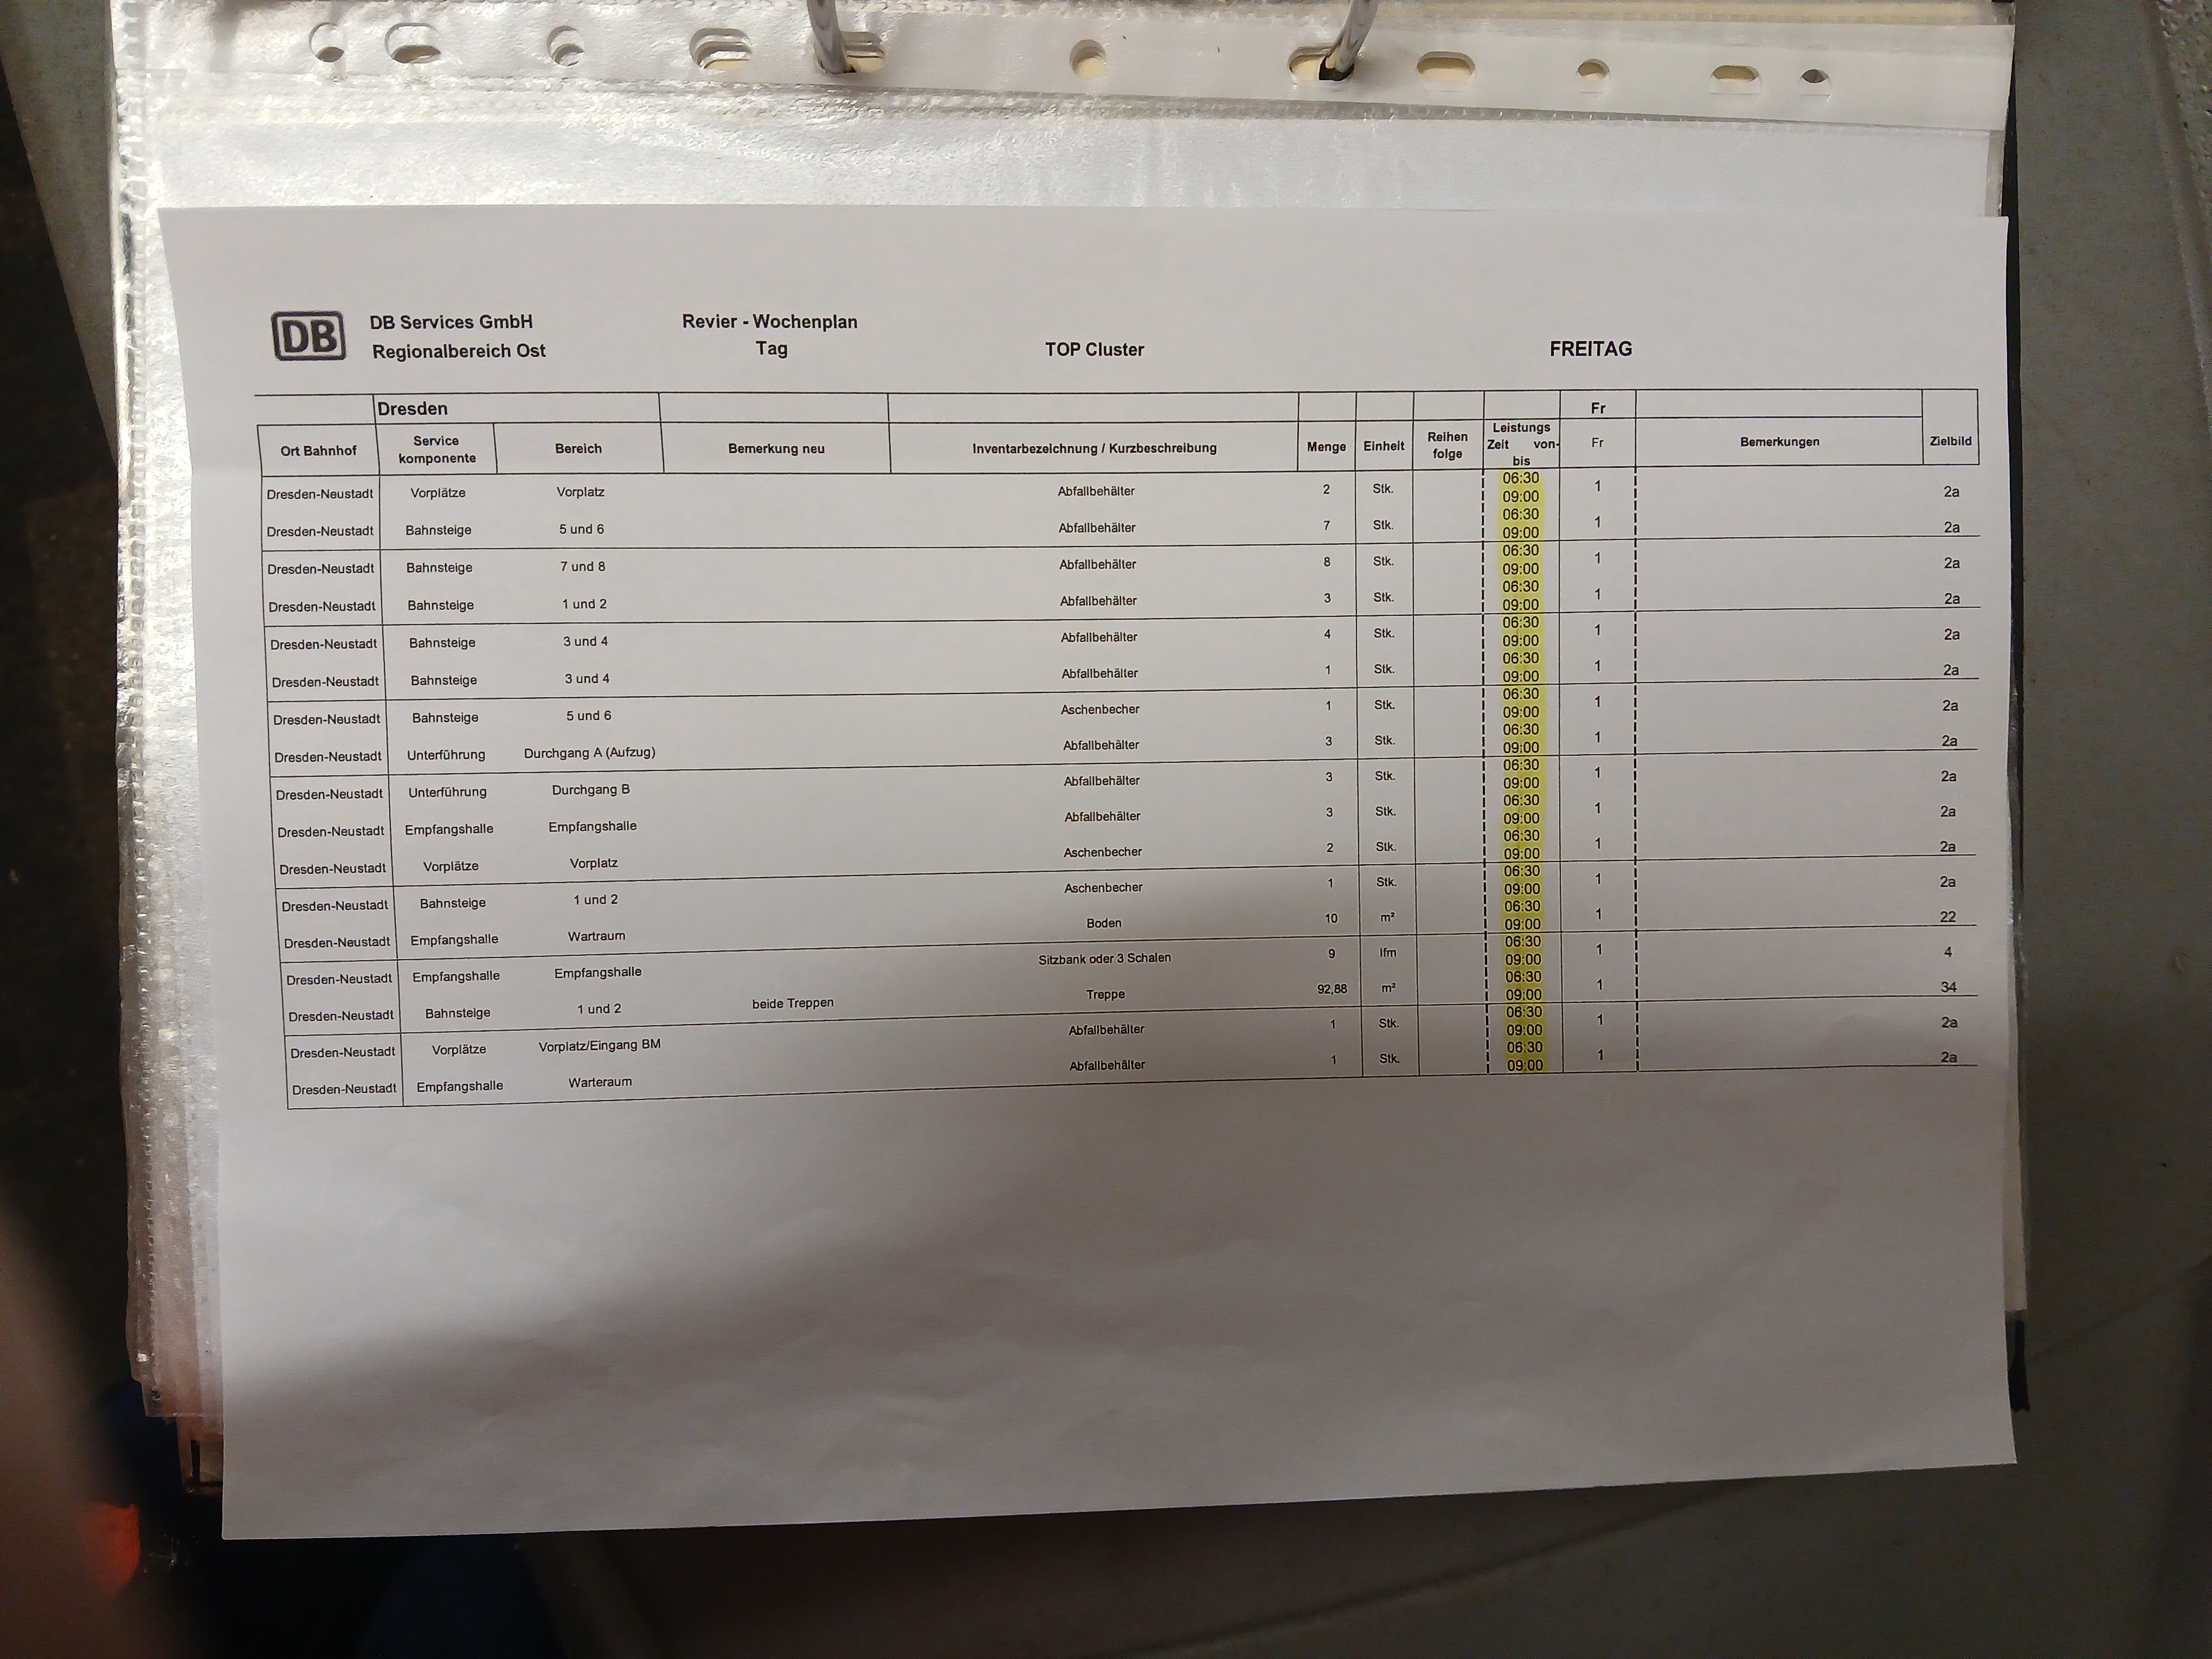 DB DB Services GmbH Revier - Wochenplan
Regionalbereich Ost Tag TOP Cluster FREITAG
Dresden Fr
Ort Bahnhof Service komponente Bereich Bemerkung neu Inventarbezeichnung / Kurzbeschreibung Menge Einheit Reihen folge Leistungs Zeit von- bis Fr Bemerkungen Zielbild
Dresden-Neustadt Vorplätze Vorplatz Abfallbehälter 2 Stk. 06:30 09:00 1 2a
Dresden-Neustadt Bahnsteige 5 und 6 Abfallbehälter 7 Stk. 06:30 09:00 1 2a
Dresden-Neustadt Bahnsteige 7 und 8 Abfallbehälter 8 Stk. 06:30 09:00 1 2a
Dresden-Neustadt Bahnsteige 1 und 2 Abfallbehälter 3 Stk. 06:30 09:00 1 2a
Dresden-Neustadt Bahnsteige 3 und 4 Abfallbehälter 4 Stk. 06:30 09:00 1 2a
Dresden-Neustadt Bahnsteige 3 und 4 Abfallbehälter 1 Stk. 06:30 09:00 1 2a
Dresden-Neustadt Bahnsteige 5 und 6 Aschenbecher 1 Stk. 06:30 09:00 1 2a
Dresden-Neustadt Unterführung Durchgang A (Aufzug) Abfallbehälter 3 Stk. 06:30 09:00 1 2a
Dresden-Neustadt Unterführung Durchgang B Abfallbehälter 3 Stk. 06:30 09:00 1 2a
Dresden-Neustadt Empfangshalle Empfangshalle Abfallbehälter 3 Stk. 06:30 09:00 1 2a
Dresden-Neustadt Vorplätze Vorplatz Aschenbecher 2 Stk. 06:30 09:00 1 2a
Dresden-Neustadt Bahnsteige 1 und 2 Aschenbecher 1 Stk. 06:30 09:00 1 2a
Dresden-Neustadt Empfangshalle Wartraum Boden 10 m² 06:30 09:00 1 22
Dresden-Neustadt Empfangshalle Empfangshalle Sitzbank oder 3 Schalen 9 lfm 06:30 09:00 1 4
Dresden-Neustadt Bahnsteige 1 und 2 beide Treppen Treppe 92,88 m² 06:30 09:00 1 34
Dresden-Neustadt Vorplätze Vorplatz/Eingang BM Abfallbehälter 1 Stk. 06:30 09:00 1 2a
Dresden-Neustadt Empfangshalle Warteraum Abfallbehälter 1 Stk. 06:30 09:00 1 2a